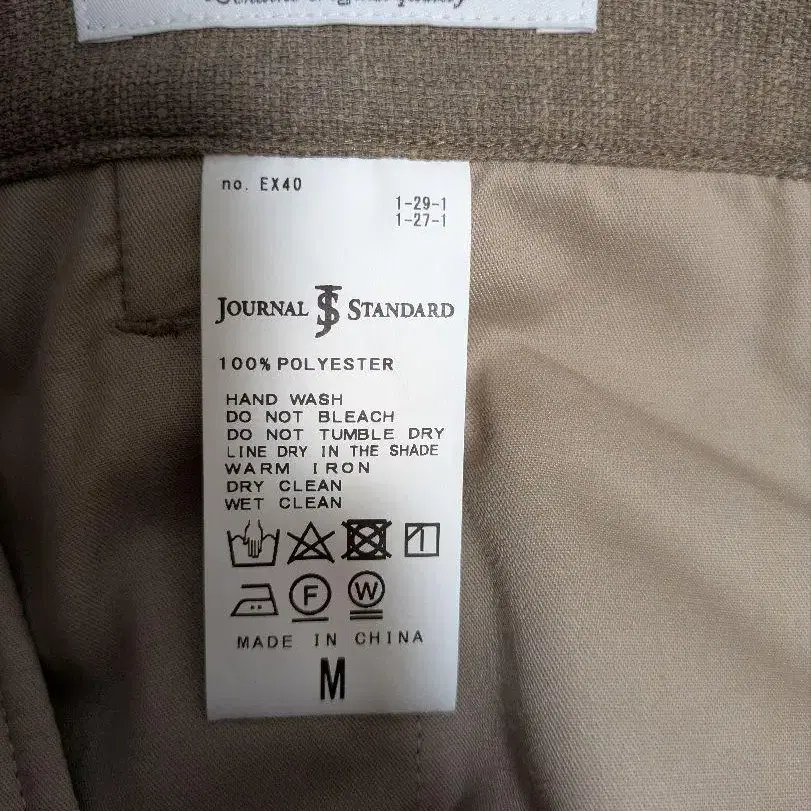 no. EX40
1-29-1
1-27-1
JOURNAL JS STANDARD
100% POLYESTER
HAND WASH
DO NOT BLEACH
DO NOT TUMBLE DRY
LINE DRY IN THE SHADE
WARM IRON
DRY CLEAN
WET CLEAN
F W
MADE IN CHINA
M